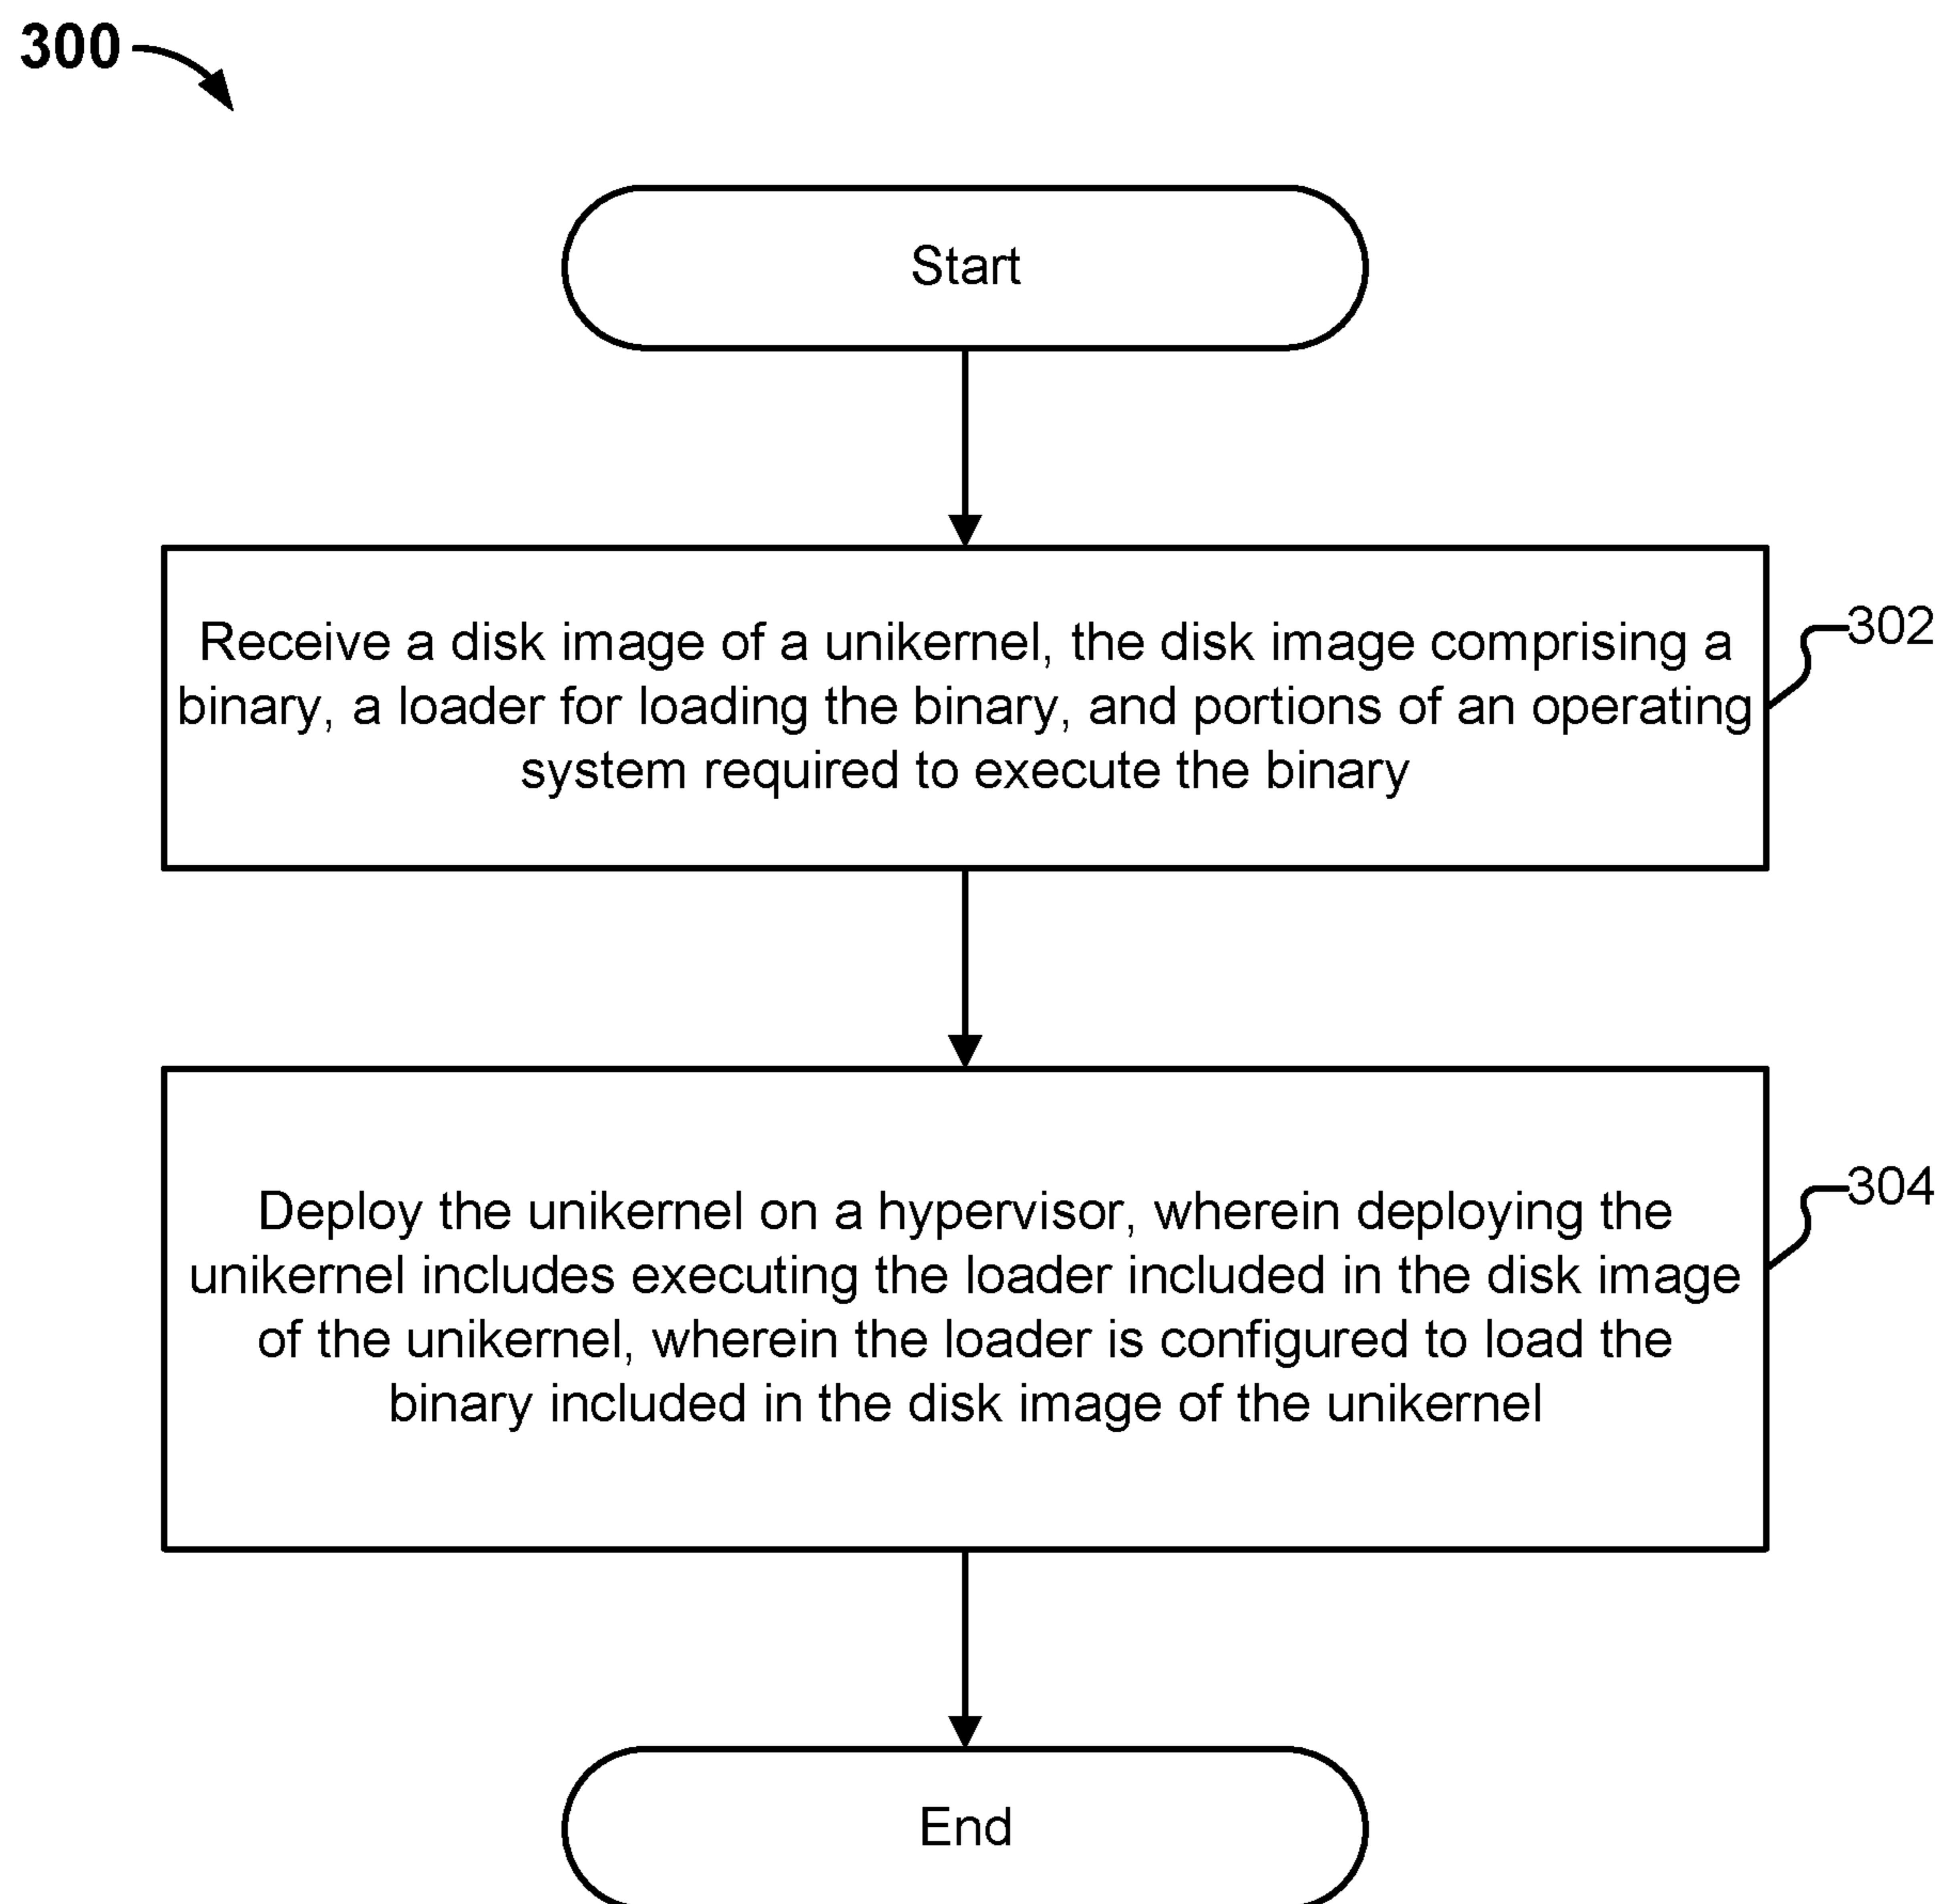 300
Start
Receive a disk image of a unikernel, the disk image comprising a
binary, a loader for loading the binary, and portions of an operating
system required to execute the binary
302
Deploy the unikernel on a hypervisor, wherein deploying the
unikernel includes executing the loader included in the disk image
of the unikernel, wherein the loader is configured to load the
binary included in the disk image of the unikernel
304
End